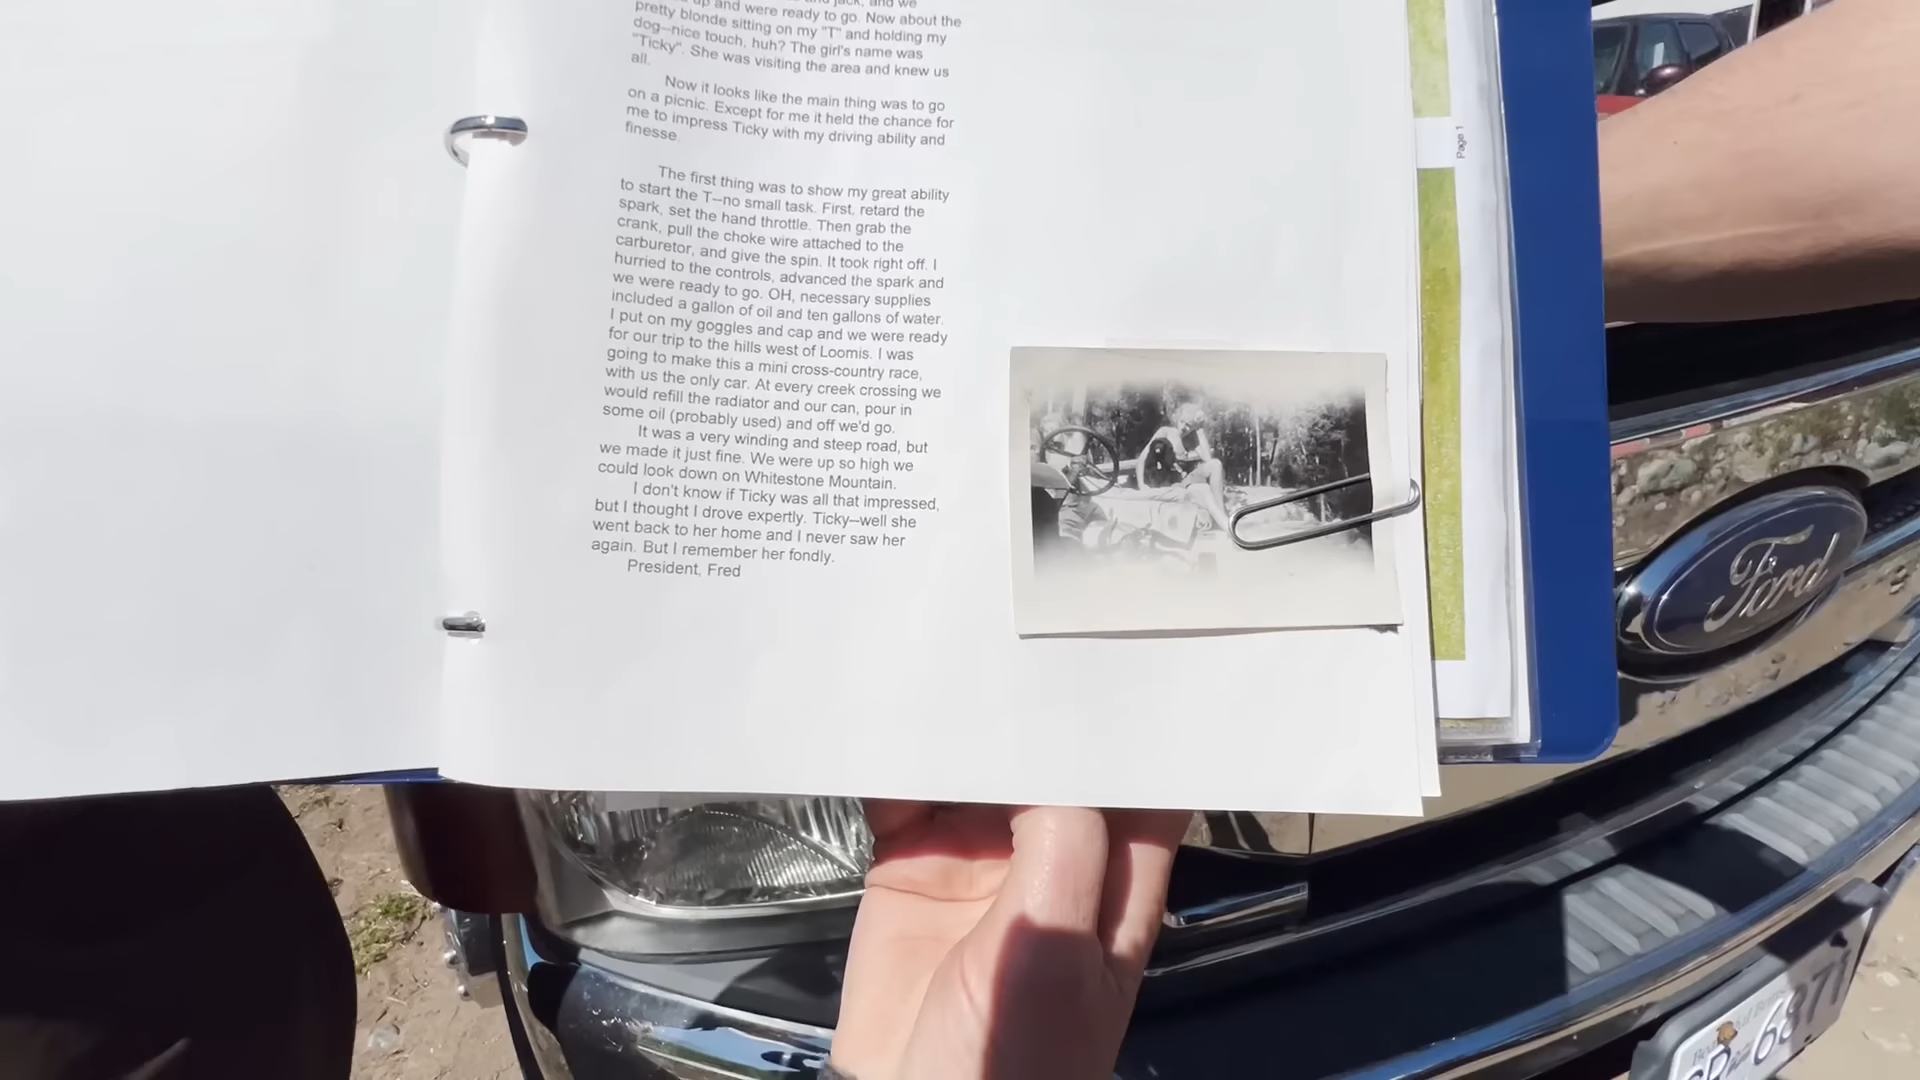 up and were ready to go. Now about the
pretty blonde sitting on my "T" and holding my
dog--nice touch, huh? The girl's name was
"Ticky". She was visiting the area and knew us
all.
Now it looks like the main thing was to go
on a picnic. Except for me it held the chance for
me to impress Ticky with my driving ability and
finesse.
The first thing was to show my great ability
to start the T--no small task. First, retard the
spark, set the hand throttle. Then grab the
crank, pull the choke wire attached to the
carburetor, and give the spin. It took right off. I
hurried to the controls, advanced the spark and
we were ready to go. OH, necessary supplies
included a gallon of oil and ten gallons of water.
I put on my goggles and cap and we were ready
for our trip to the hills west of Loomis. I was
going to make this a mini cross-country race,
with us the only car. At every creek crossing we
would refill the radiator and our can, pour in
some oil (probably used) and off we'd go.
It was a very winding and steep road, but
we made it just fine. We were up so high we
could look down on Whitestone Mountain.
I don't know if Ticky was all that impressed,
but I thought I drove expertly. Ticky--well she
went back to her home and I never saw her
again. But I remember her fondly.
President, Fred
Page 1
Ford